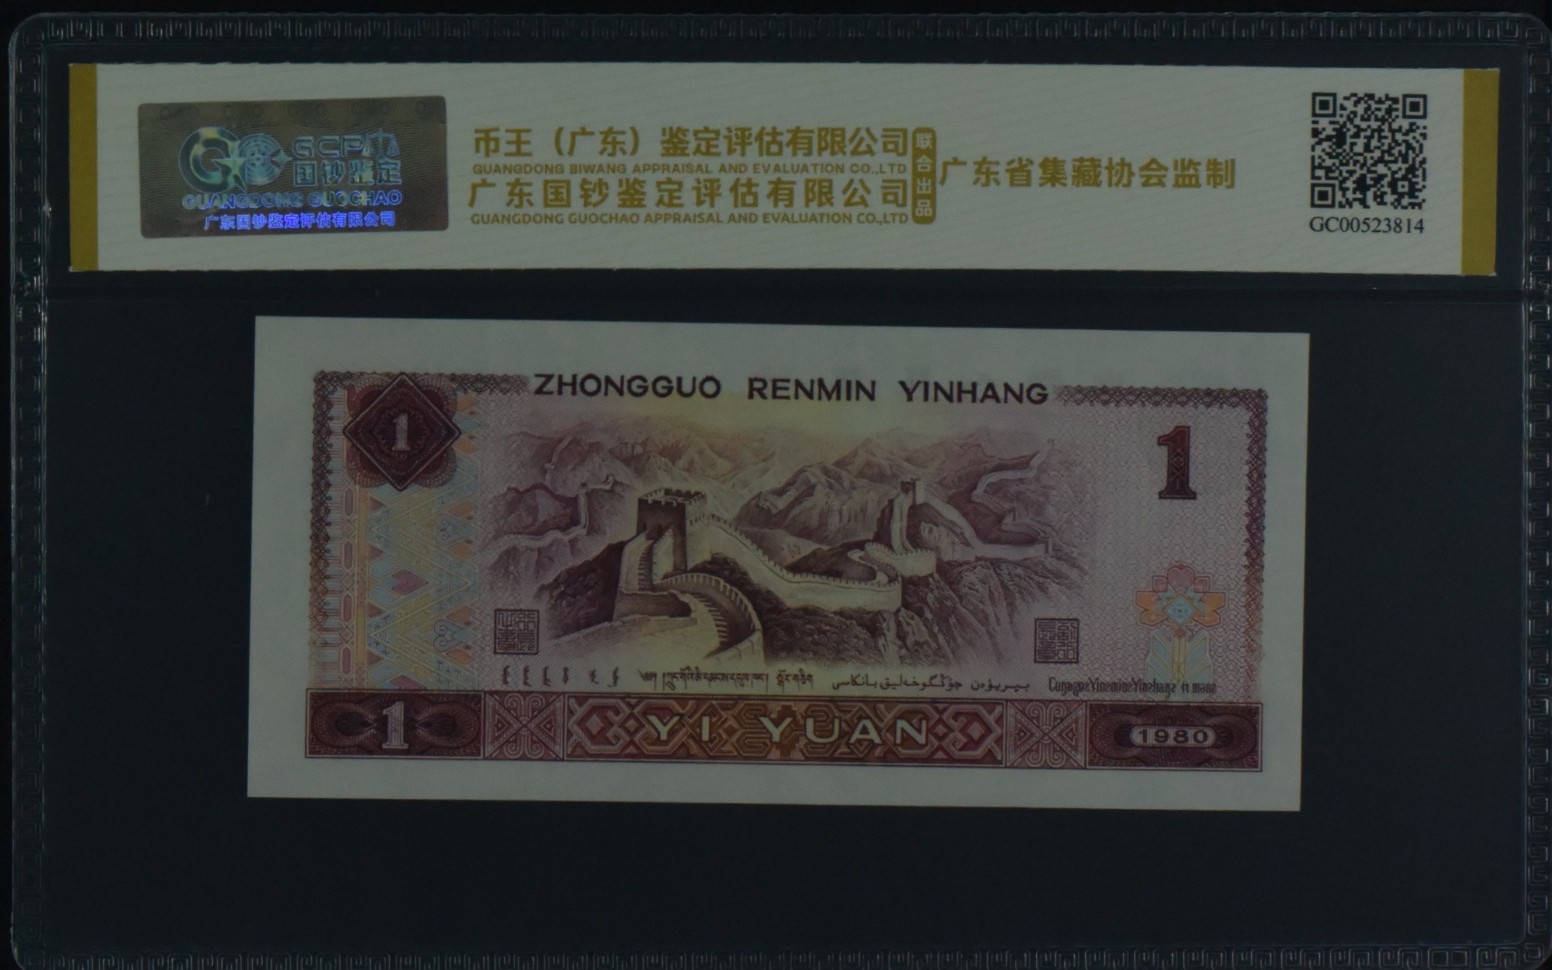 GCP
国钞鉴定
GUANGDONG GUOCHAO
广东国钞鉴定评估有限公司
币王（广东）鉴定评估有限公司
GUANGDONG BIWANG APPRAISAL AND EVALUATION CO.,LTD
广东国钞鉴定评估有限公司
GUANGDONG GUOCHAO APPRAISAL AND EVALUATION CO.,LTD
联合出品
广东省集藏协会监制
GC00523814
ZHONGGUO RENMIN YINHANG
1
1
1
YI YUAN
1980